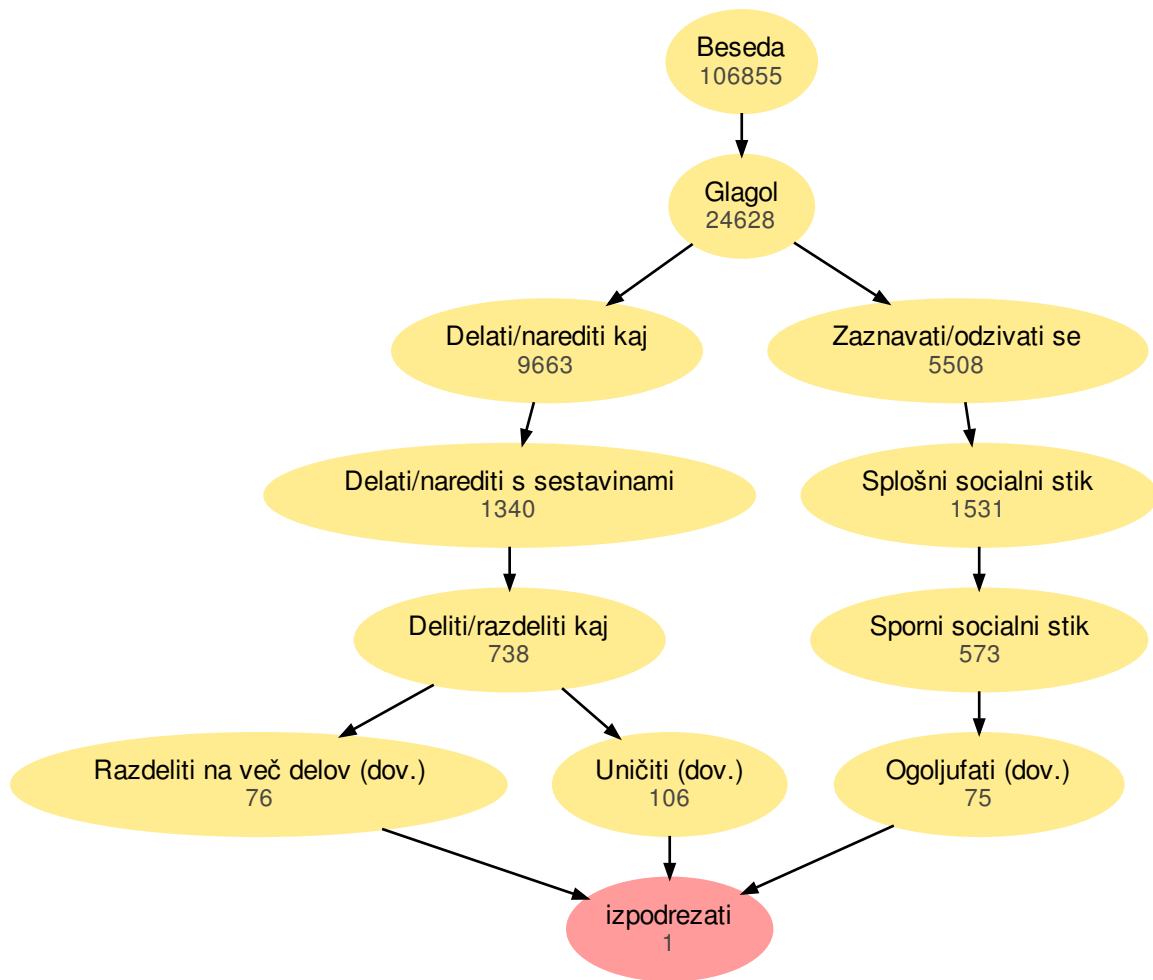 Beseda
106855
Glagol
24628
Delati/narediti kaj
9663
Zaznavati/odzivati se
5508
Delati/narediti s sestavinami
1340
Splošni socialni stik
1531
Deliti/razdeliti kaj
738
Sporni socialni stik
573
Razdeliti na več delov (dov.)
76
Uničiti (dov.)
106
Ogoljufati (dov.)
75
izpodrezati
1